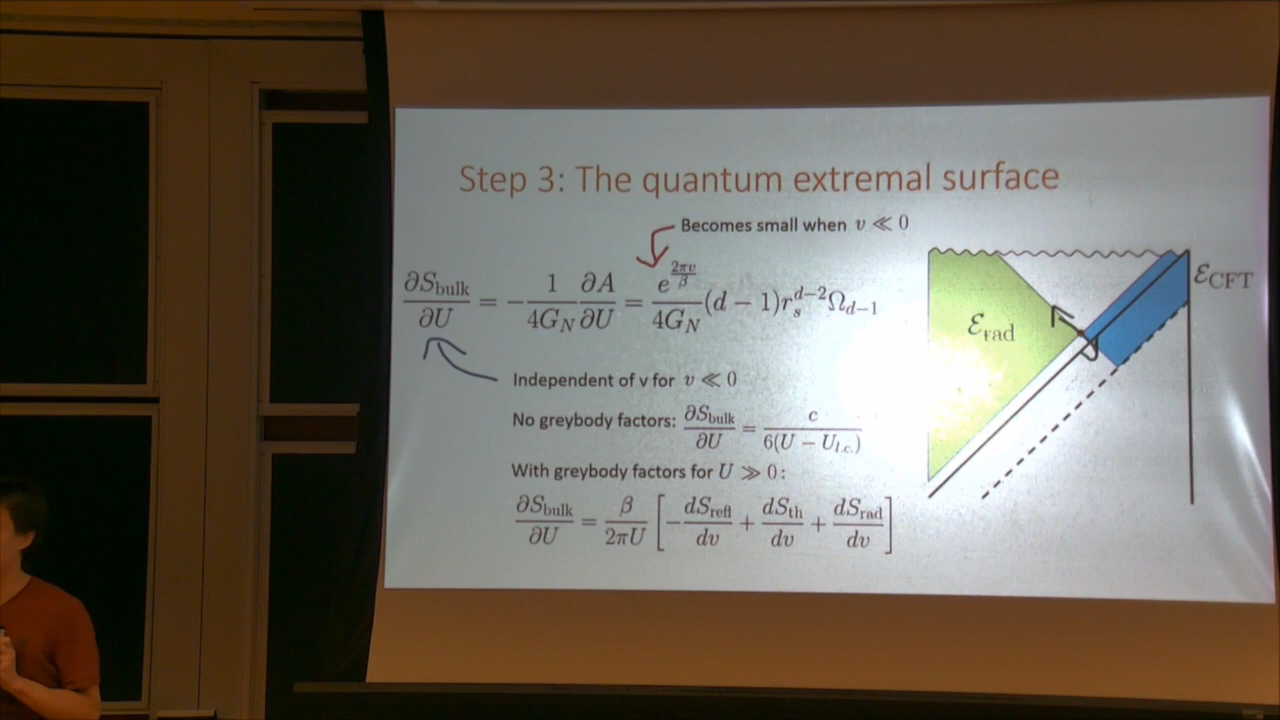 Step 3: The quantum extremal surface
Becomes small when v ≪ 0
∂S_bulk/∂U = −(1/4G_N) ∂A/∂U = (e^{2πv/β}/4G_N)(d − 1)r_s^{d−2}Ω_{d−1}
Independent of v for v ≪ 0
No greybody factors: ∂S_bulk/∂U = c/6(U − U_{l.c.})
With greybody factors for U ≫ 0:
∂S_bulk/∂U = β/2πU [−dS_refl/dv + dS_th/dv + dS_rad/dv]
ℰ_rad
ℰ_CFT